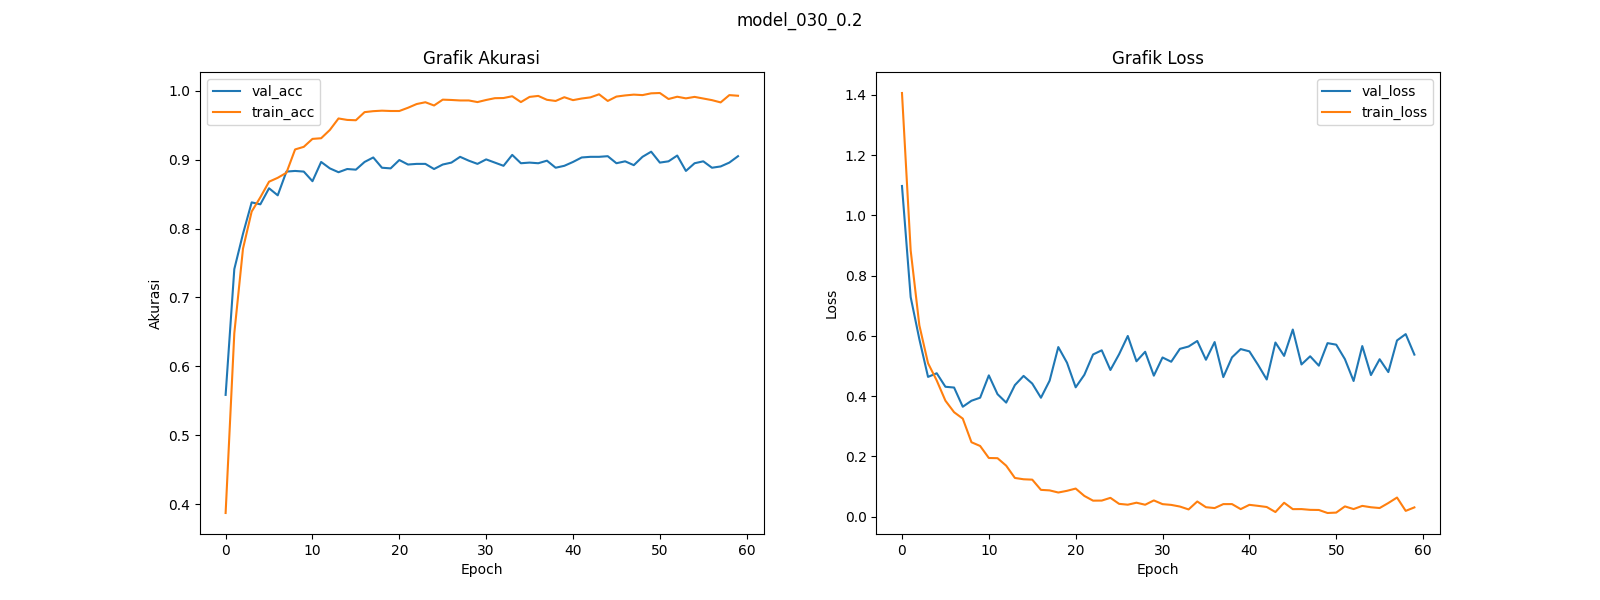 model_030_0.2
Grafik Akurasi
val_acc
train_acc
1.0
0.9
0.8
0.7
0.6
0.5
0.4
Akurasi
0 10 20 30 40 50 60
Epoch
Grafik Loss
val_loss
train_loss
1.4
1.2
1.0
0.8
0.6
0.4
0.2
0.0
Loss
0 10 20 30 40 50 60
Epoch